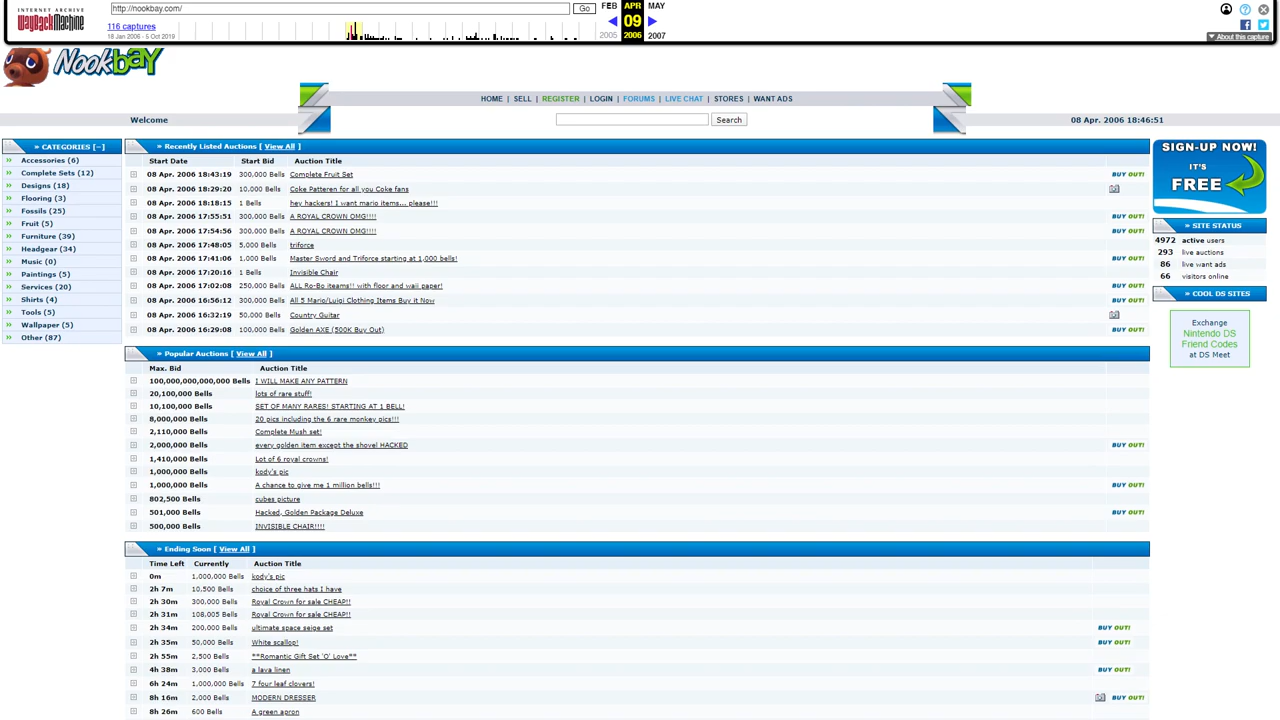 INTERNET ARCHIVE
WayBackMachine
http://nookbay.com/ Go
116 captures
18 Jan 2006 - 5 Oct 2019
FEB APR MAY
09
2005 2006 2007
About this capture
Nookbay
HOME | SELL | REGISTER | LOGIN | FORUMS | LIVE CHAT | STORES | WANT ADS
Welcome
Search
08 Apr. 2006 18:46:51
» CATEGORIES [–]
Accessories (6)
Complete Sets (12)
Designs (18)
Flooring (3)
Fossils (25)
Fruit (5)
Furniture (39)
Headgear (34)
Music (0)
Paintings (5)
Services (20)
Shirts (4)
Tools (5)
Wallpaper (5)
Other (87)
» Recently Listed Auctions [ View All ]
Start Date Start Bid Auction Title
08 Apr. 2006 18:43:19 300,000 Bells Complete Fruit Set BUY OUT!
08 Apr. 2006 18:29:20 10,000 Bells Coke Patteren for all you Coke fans
08 Apr. 2006 18:18:15 1 Bells hey hackers! I want mario items... please!!!
08 Apr. 2006 17:55:51 300,000 Bells A ROYAL CROWN OMG!!!! BUY OUT!
08 Apr. 2006 17:54:56 300,000 Bells A ROYAL CROWN OMG!!!! BUY OUT!
08 Apr. 2006 17:48:05 5,000 Bells triforce
08 Apr. 2006 17:41:06 1,000 Bells Master Sword and Triforce starting at 1,000 bells! BUY OUT!
08 Apr. 2006 17:20:16 1 Bells Invisible Chair
08 Apr. 2006 17:02:08 250,000 Bells ALL Ro-Bo iteams!! with floor and waii paper! BUY OUT!
08 Apr. 2006 16:56:12 300,000 Bells All 5 Mario/Luigi Clothing Items Buy it Now BUY OUT!
08 Apr. 2006 16:32:19 50,000 Bells Country Guitar
08 Apr. 2006 16:29:08 100,000 Bells Golden AXE (500K Buy Out) BUY OUT!
» Popular Auctions [ View All ]
Max. Bid Auction Title
100,000,000,000,000 Bells I WILL MAKE ANY PATTERN
20,100,000 Bells lots of rare stuff!
10,100,000 Bells SET OF MANY RARES! STARTING AT 1 BELL!
8,000,000 Bells 20 pics including the 6 rare monkey pics!!!
2,110,000 Bells Complete Mush set!
2,000,000 Bells every golden item except the shovel HACKED BUY OUT!
1,410,000 Bells Lot of 6 royal crowns!
1,000,000 Bells kody's pic
1,000,000 Bells A chance to give me 1 million bells!!! BUY OUT!
802,500 Bells cubes picture
501,000 Bells Hacked, Golden Package Deluxe BUY OUT!
500,000 Bells INVISIBLE CHAIR!!!!
» Ending Soon [ View All ]
Time Left Currently Auction Title
0m 1,000,000 Bells kody's pic
2h 7m 10,500 Bells choice of three hats I have
2h 30m 300,000 Bells Royal Crown for sale CHEAP!!
2h 31m 108,005 Bells Royal Crown for sale CHEAP!!
2h 34m 200,000 Bells ultimate space seige set BUY OUT!
2h 35m 50,000 Bells White scallop! BUY OUT!
2h 55m 2,500 Bells **Romantic Gift Set 'O' Love**
4h 38m 3,000 Bells a lava linen BUY OUT!
6h 24m 1,000,000 Bells 7 four leaf clovers!
8h 16m 2,000 Bells MODERN DRESSER BUY OUT!
8h 26m 600 Bells A green apron
SIGN-UP NOW!
IT'S
FREE
» SITE STATUS
4972 active users
293 live auctions
86 live want ads
66 visitors online
» COOL DS SITES
Exchange
Nintendo DS
Friend Codes
at DS Meet